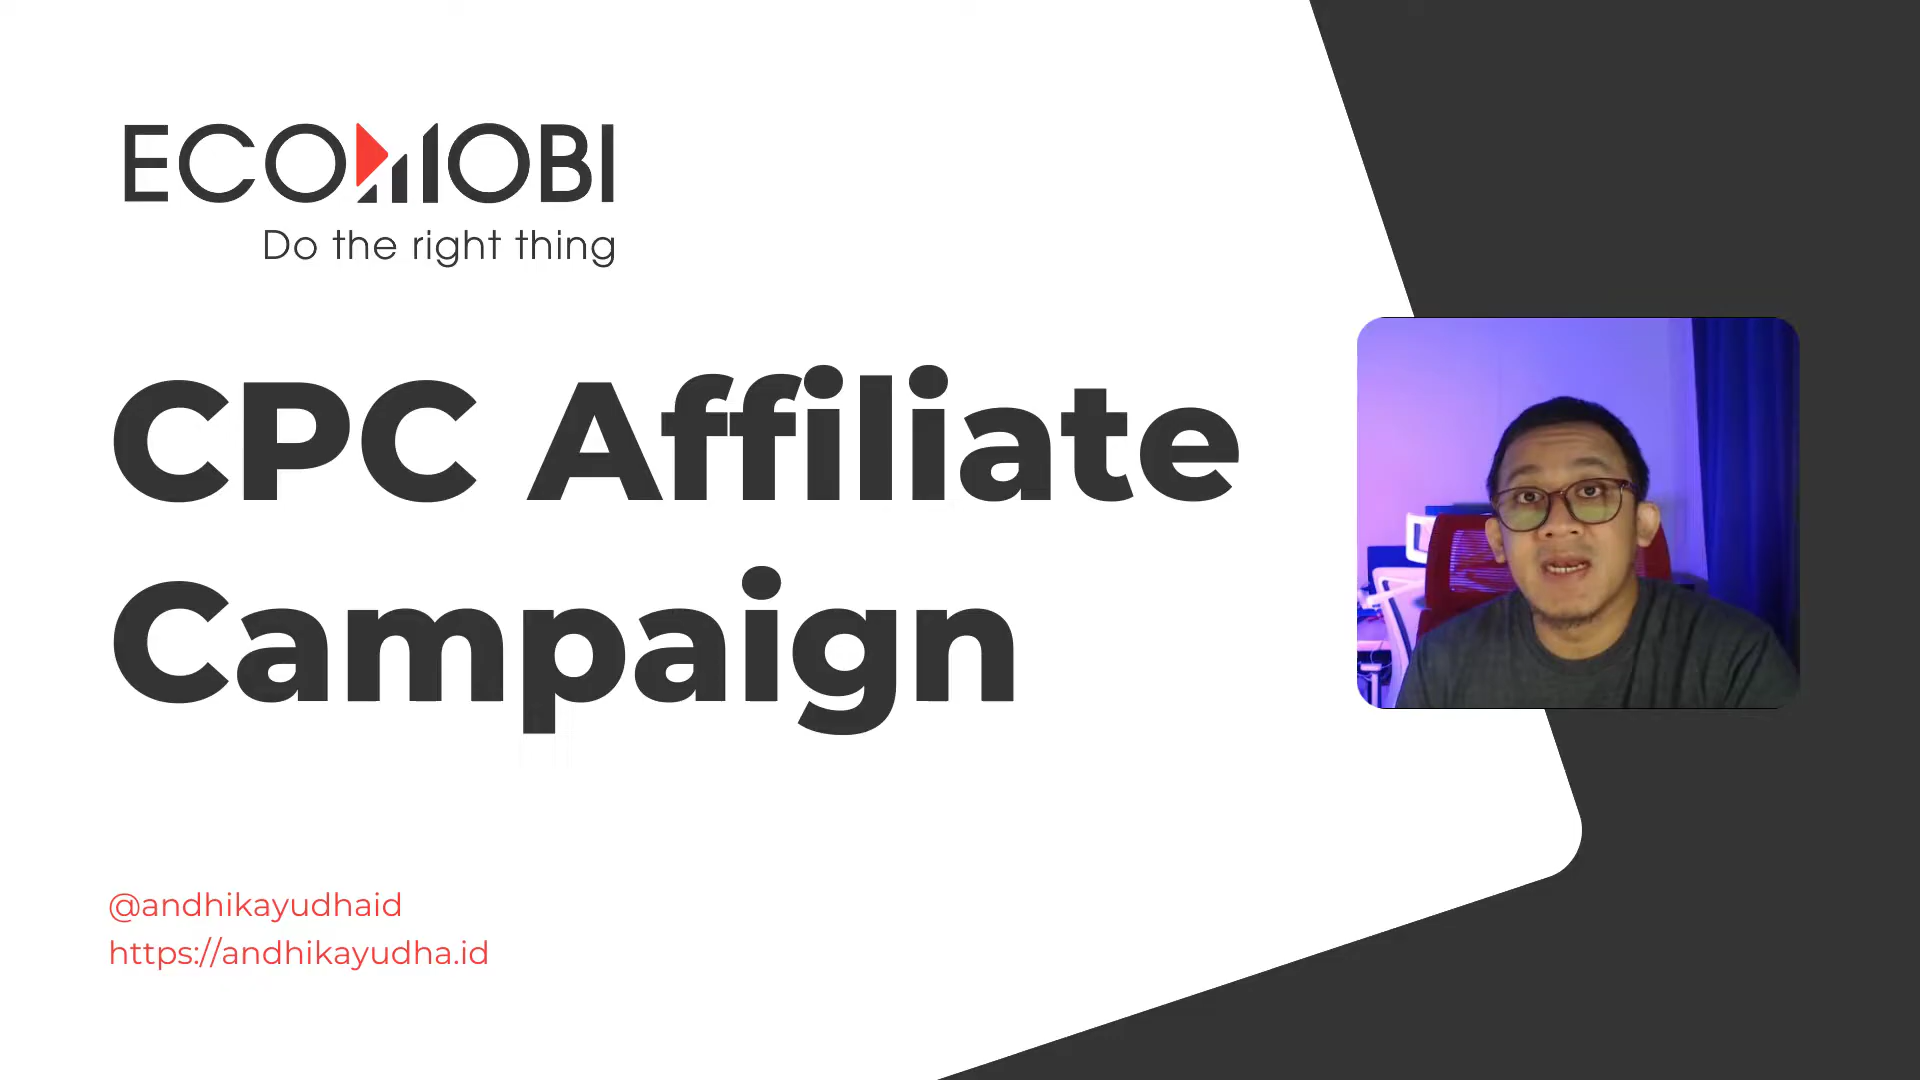 ECOMOBI
Do the right thing
CPC Affiliate
Campaign
@andhikayudhaid
https://andhikayudha.id